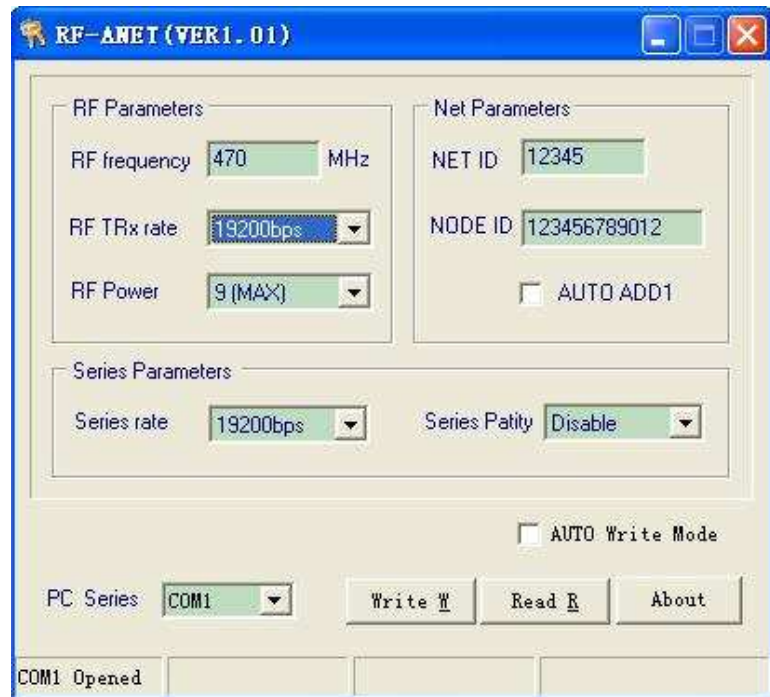 RF-ANET(VER1.01)
RF Parameters
RF frequency 470 MHz
RF TRx rate 19200bps
RF Power 9 (MAX)
Net Parameters
NET ID 12345
NODE ID 123456789012
AUTO ADD1
Series Parameters
Series rate 19200bps Series Patity Disable
AUTO Write Mode
PC Series COM1 Write W Read R About
COM1 Opened